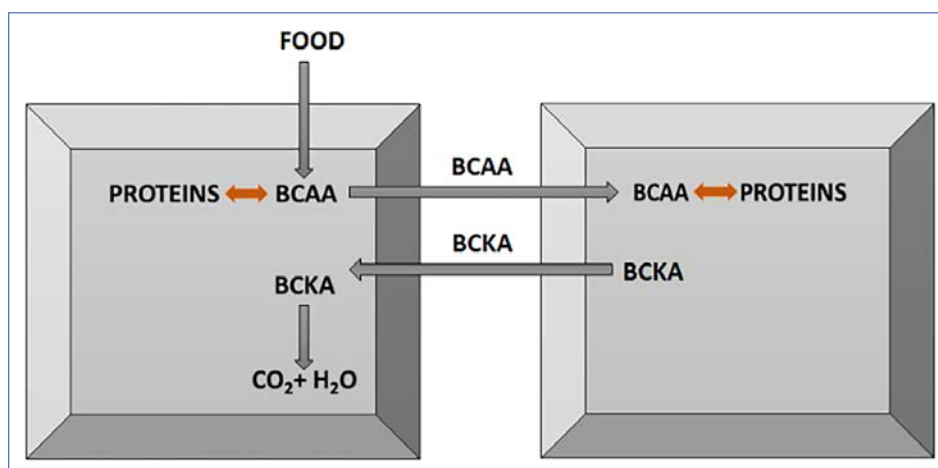 FOOD
BCAA
PROTEINS BCAA
BCAA PROTEINS
BCKA
BCKA
BCKA
CO₂+ H₂O